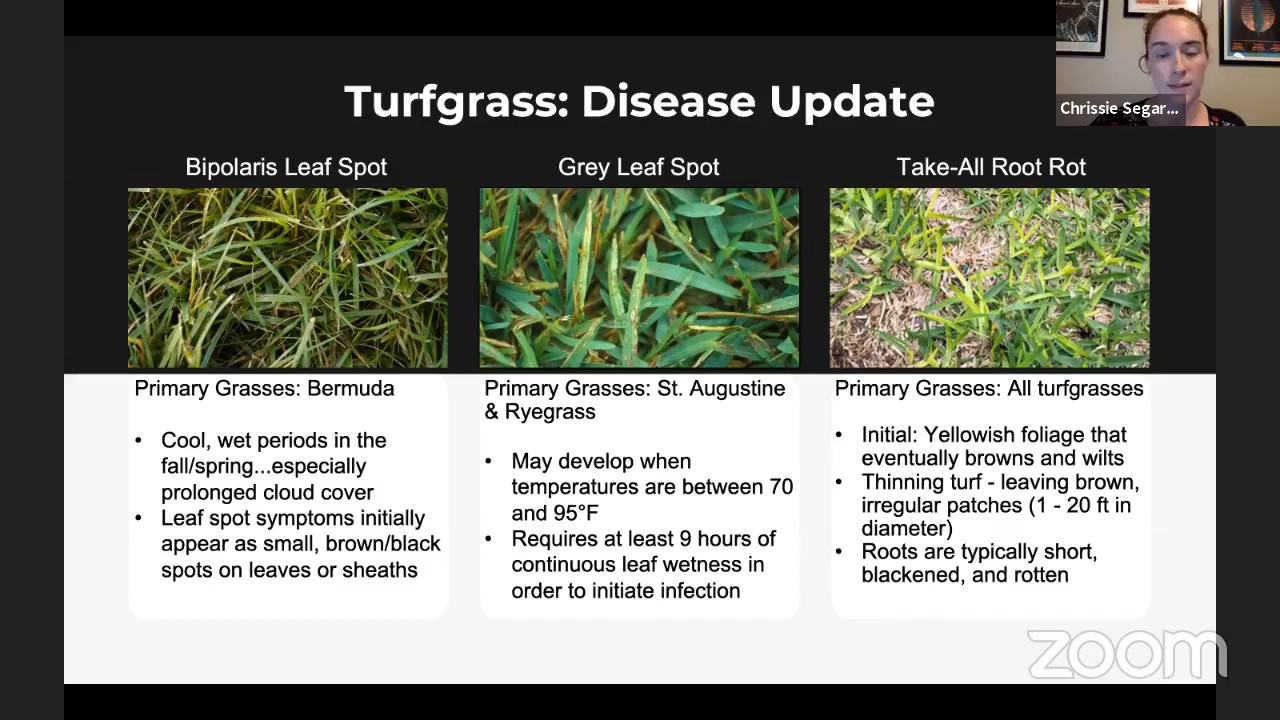 Turfgrass: Disease Update
Chrissie Segar...
Bipolaris Leaf Spot
Grey Leaf Spot
Take-All Root Rot
Primary Grasses: Bermuda
• Cool, wet periods in the
fall/spring...especially
prolonged cloud cover
• Leaf spot symptoms initially
appear as small, brown/black
spots on leaves or sheaths
Primary Grasses: St. Augustine
& Ryegrass
• May develop when
temperatures are between 70
and 95°F
• Requires at least 9 hours of
continuous leaf wetness in
order to initiate infection
Primary Grasses: All turfgrasses
• Initial: Yellowish foliage that
eventually browns and wilts
• Thinning turf - leaving brown,
irregular patches (1 - 20 ft in
diameter)
• Roots are typically short,
blackened, and rotten
zoom